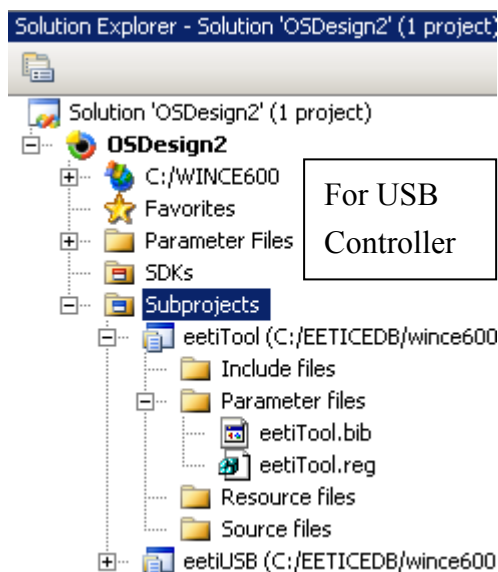 Solution Explorer - Solution 'OSDesign2' (1 project)
Solution 'OSDesign2' (1 project)
OSDesign2
C:/WINCE600
Favorites
Parameter Files
SDKs
Subprojects
eetiTool (C:/EETICEDB/wince600
Include files
Parameter files
eetiTool.bib
eetiTool.reg
Resource files
Source files
eetiUSB (C:/EETICEDB/wince600
For USB
Controller